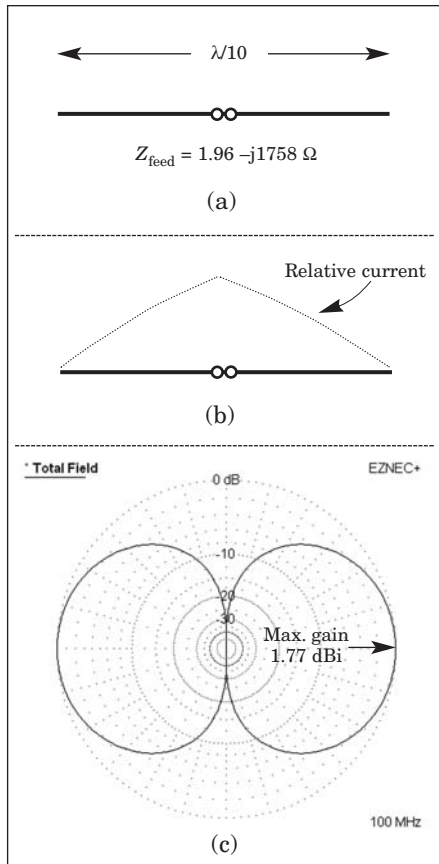 λ/10
Z feed = 1.96 –j1758 Ω
(a)
Relative current
(b)
* Total Field
EZNEC+
0 dB
-10
-20
-30
Max. gain
1.77 dBi
100 MHz
(c)